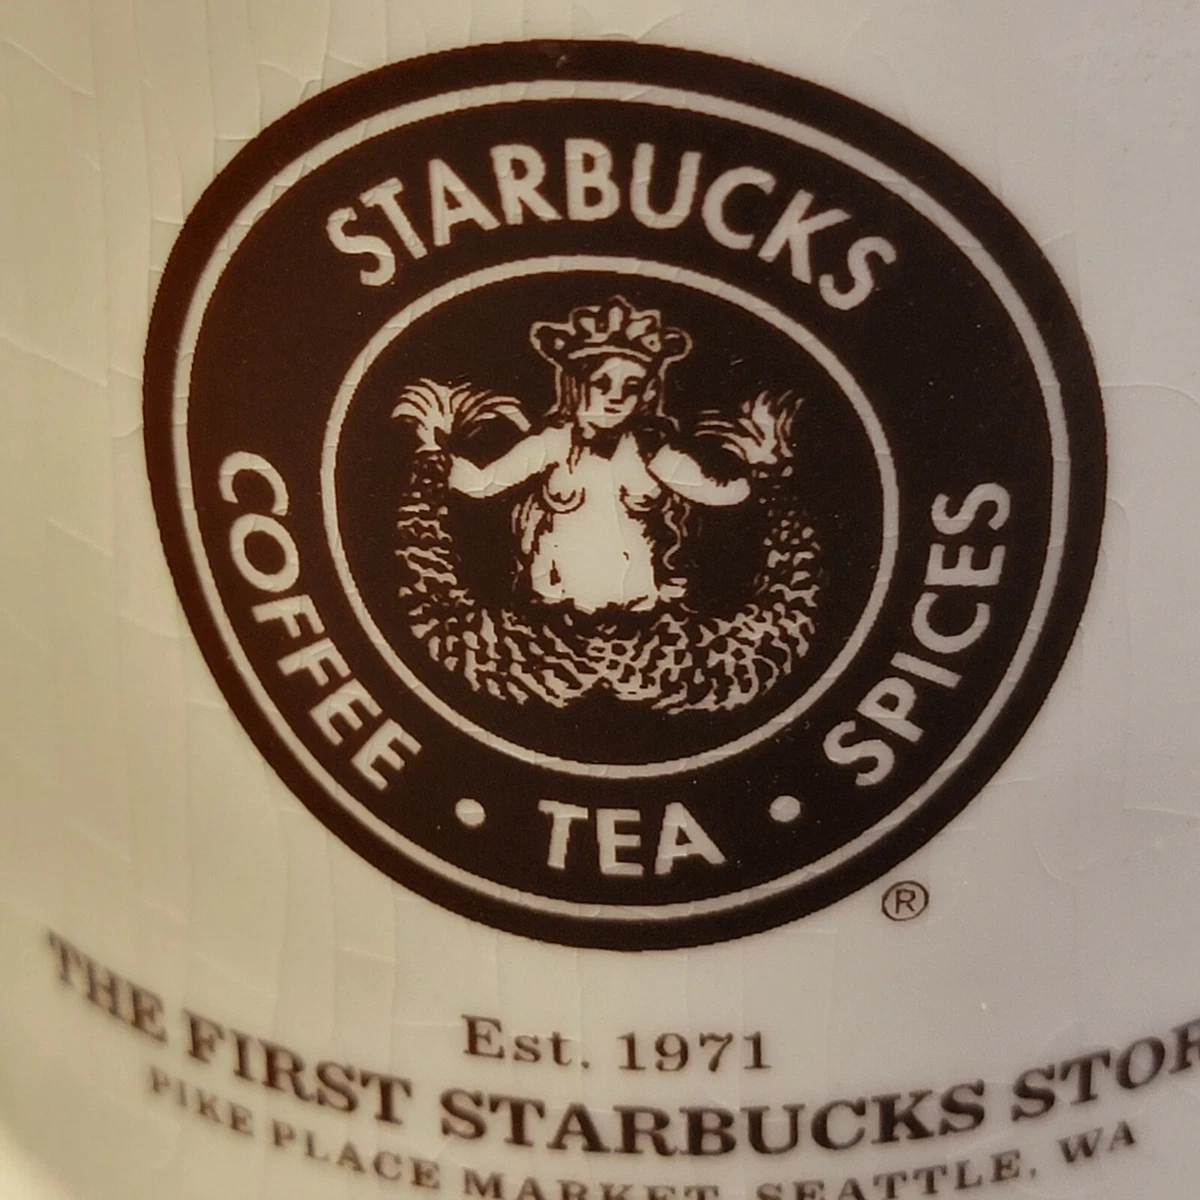 STARBUCKS
COFFEE • TEA • SPICES
®
Est. 1971
THE FIRST STARBUCKS STOR
PIKE PLACE MARKET, SEATTLE, WA